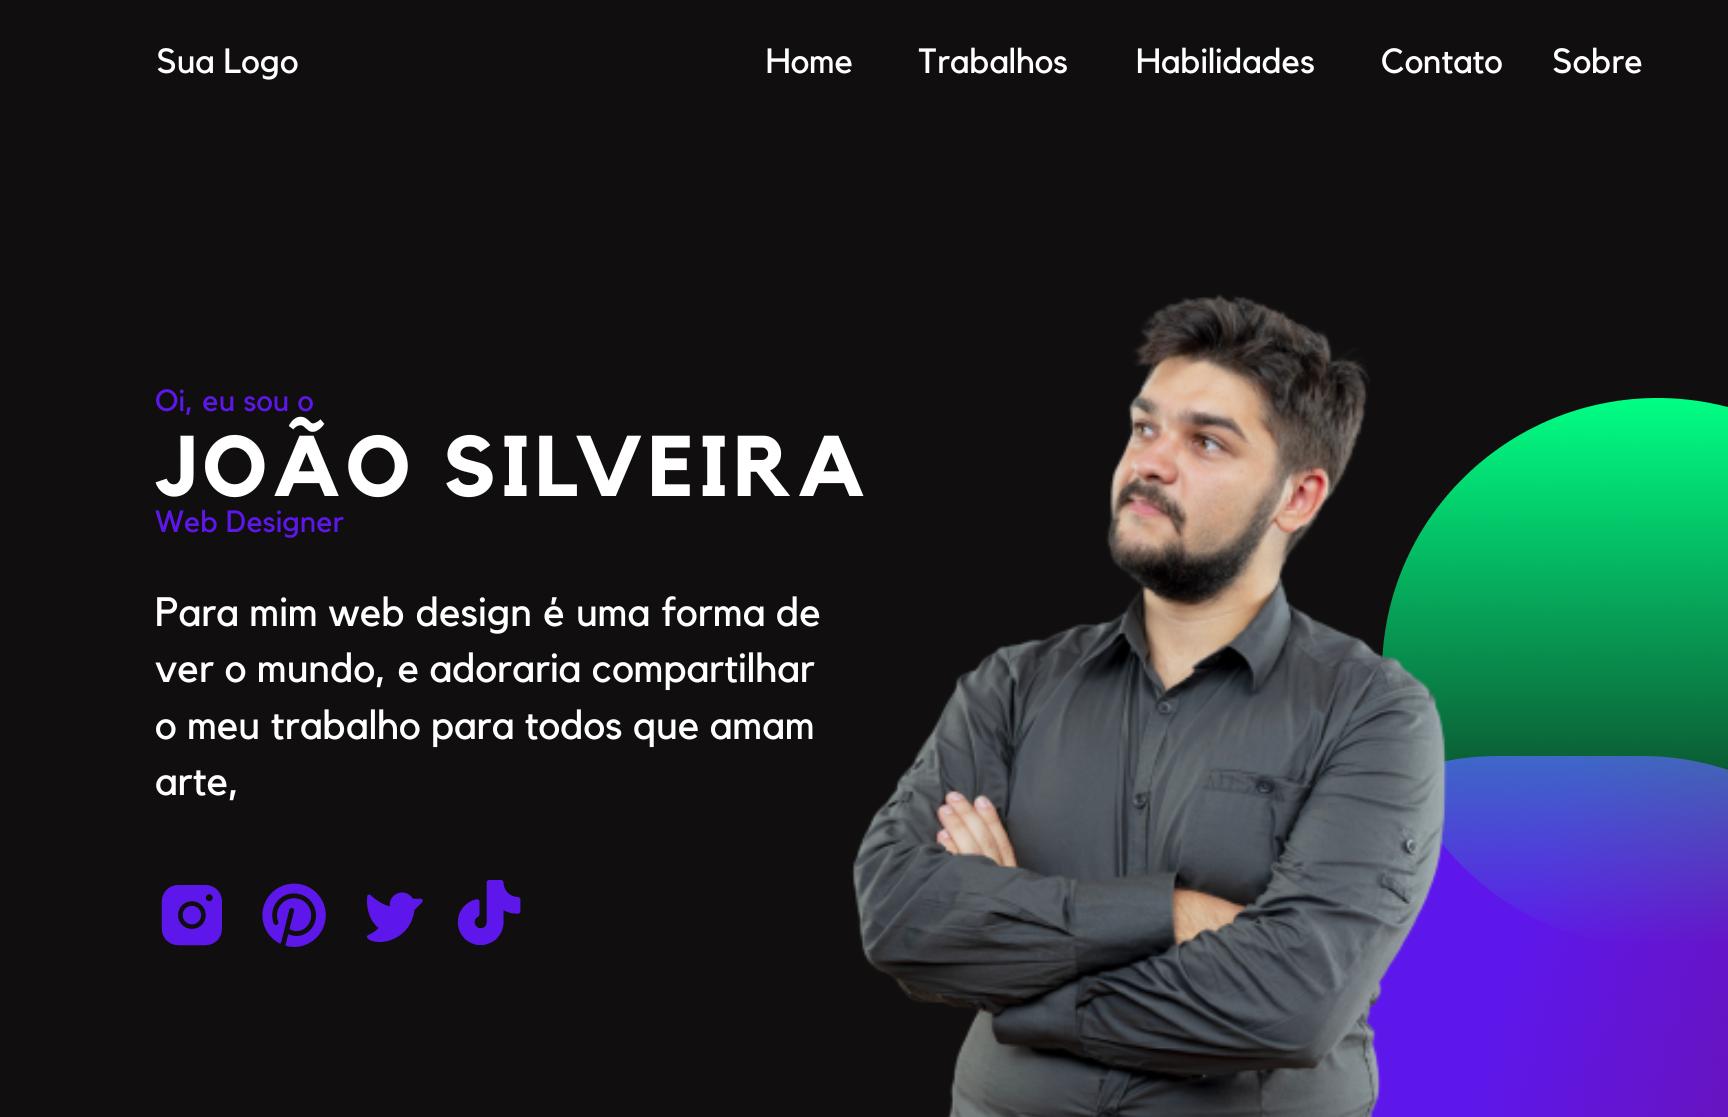 Sua Logo
Home Trabalhos Habilidades Contato Sobre
Oi, eu sou o
JOÃO SILVEIRA
Web Designer
Para mim web design é uma forma de
ver o mundo, e adoraria compartilhar
o meu trabalho para todos que amam
arte,